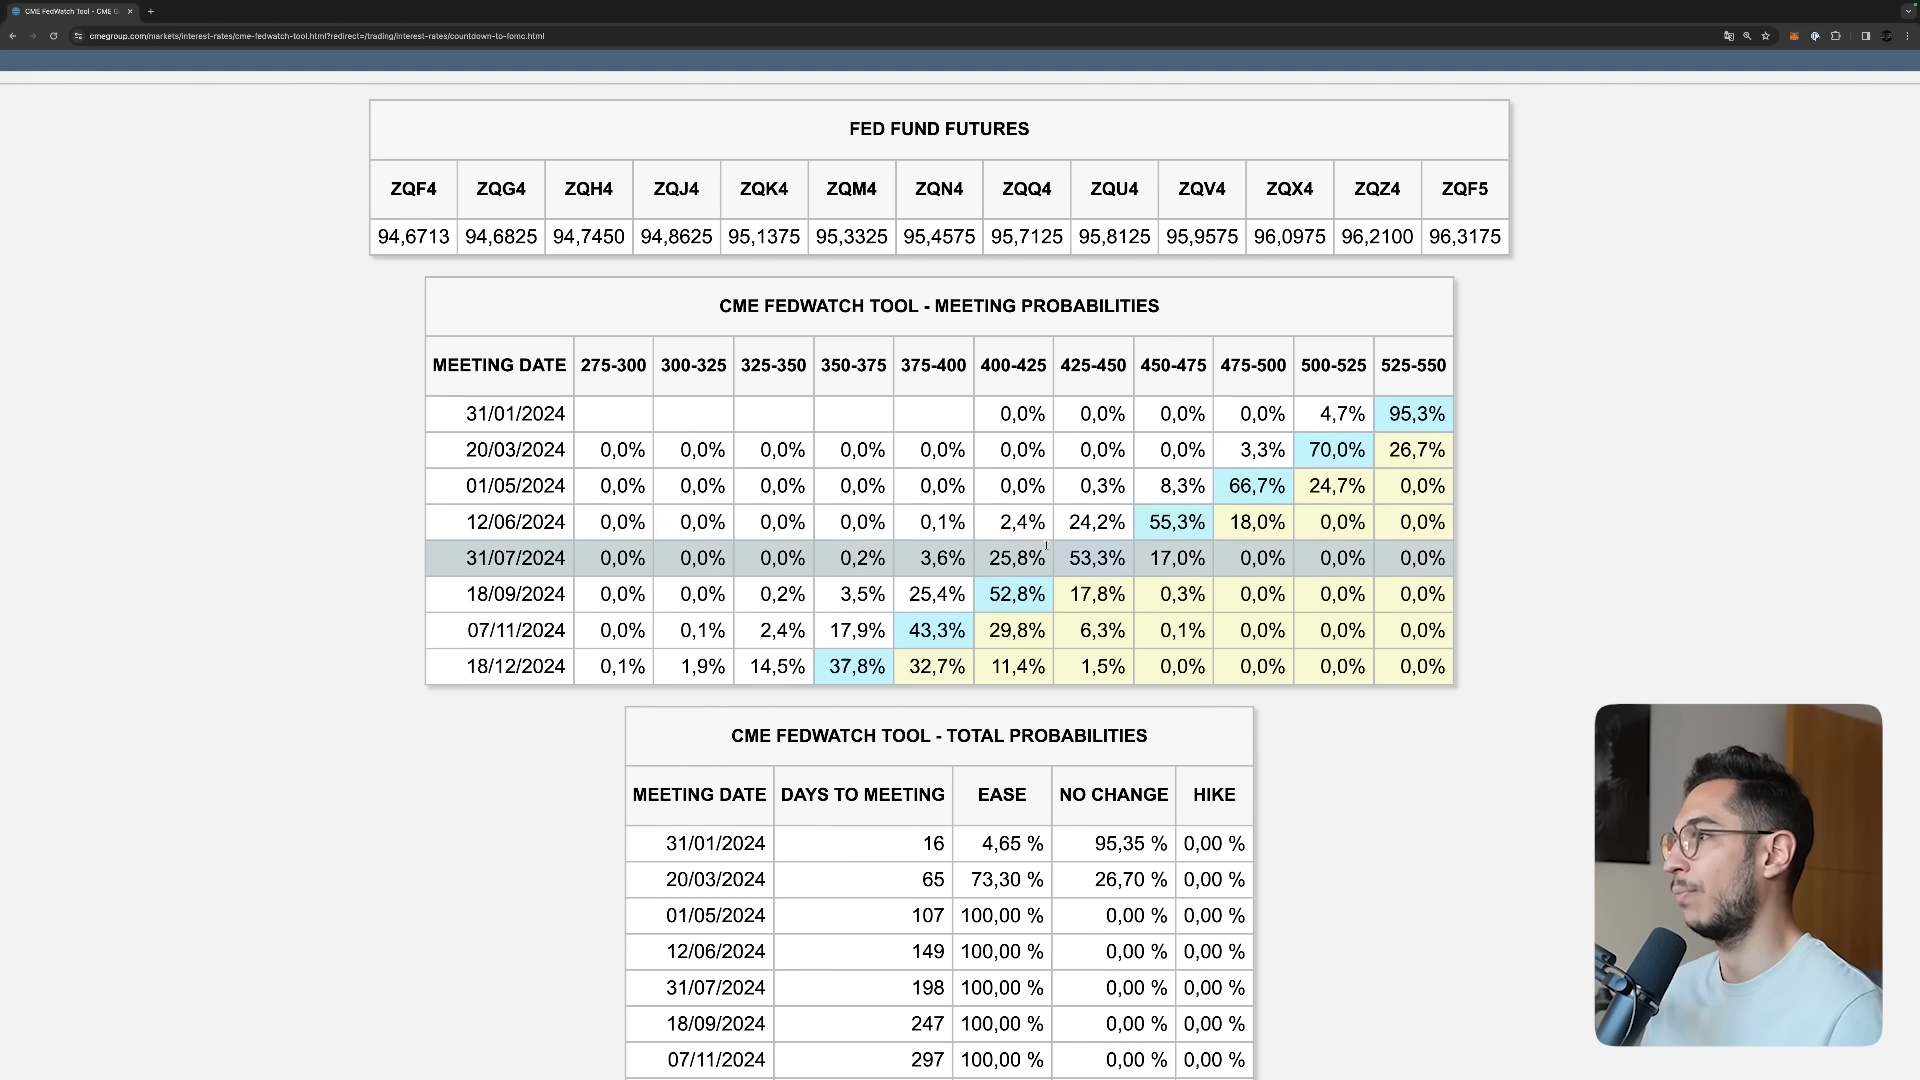 CME FedWatch Tool - CME G
cmegroup.com/markets/interest-rates/cme-fedwatch-tool.html?redirect=/trading/interest-rates/countdown-to-fomc.html
FED FUND FUTURES
ZQF4 ZQG4 ZQH4 ZQJ4 ZQK4 ZQM4 ZQN4 ZQQ4 ZQU4 ZQV4 ZQX4 ZQZ4 ZQF5
94,6713 94,6825 94,7450 94,8625 95,1375 95,3325 95,4575 95,7125 95,8125 95,9575 96,0975 96,2100 96,3175
CME FEDWATCH TOOL - MEETING PROBABILITIES
MEETING DATE 275-300 300-325 325-350 350-375 375-400 400-425 425-450 450-475 475-500 500-525 525-550
31/01/2024 0,0% 0,0% 0,0% 0,0% 4,7% 95,3%
20/03/2024 0,0% 0,0% 0,0% 0,0% 0,0% 0,0% 0,0% 0,0% 3,3% 70,0% 26,7%
01/05/2024 0,0% 0,0% 0,0% 0,0% 0,0% 0,0% 0,3% 8,3% 66,7% 24,7% 0,0%
12/06/2024 0,0% 0,0% 0,0% 0,0% 0,1% 2,4% 24,2% 55,3% 18,0% 0,0% 0,0%
31/07/2024 0,0% 0,0% 0,0% 0,2% 3,6% 25,8% 53,3% 17,0% 0,0% 0,0% 0,0%
18/09/2024 0,0% 0,0% 0,2% 3,5% 25,4% 52,8% 17,8% 0,3% 0,0% 0,0% 0,0%
07/11/2024 0,0% 0,1% 2,4% 17,9% 43,3% 29,8% 6,3% 0,1% 0,0% 0,0% 0,0%
18/12/2024 0,1% 1,9% 14,5% 37,8% 32,7% 11,4% 1,5% 0,0% 0,0% 0,0% 0,0%
CME FEDWATCH TOOL - TOTAL PROBABILITIES
MEETING DATE DAYS TO MEETING EASE NO CHANGE HIKE
31/01/2024 16 4,65 % 95,35 % 0,00 %
20/03/2024 65 73,30 % 26,70 % 0,00 %
01/05/2024 107 100,00 % 0,00 % 0,00 %
12/06/2024 149 100,00 % 0,00 % 0,00 %
31/07/2024 198 100,00 % 0,00 % 0,00 %
18/09/2024 247 100,00 % 0,00 % 0,00 %
07/11/2024 297 100,00 % 0,00 % 0,00 %